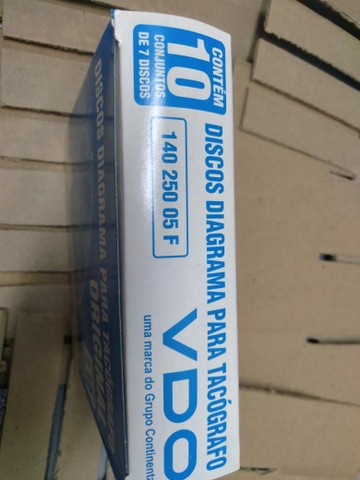 CONTÉM
10
CONJUNTOS
DE 7 DISCOS
DISCOS DIAGRAMA PARA TACÓGRAFO
140 250 05 F
VDO
uma marca do Grupo Continenta
DISCOS DIAGRAMA PARA TACÓGRAFO